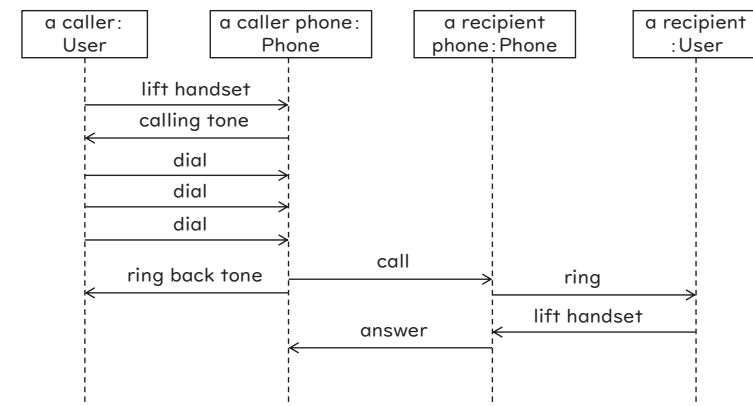 a caller:
User
a caller phone:
Phone
a recipient
phone:Phone
a recipient
:User
lift handset
calling tone
dial
dial
dial
call
ring back tone
ring
lift handset
answer